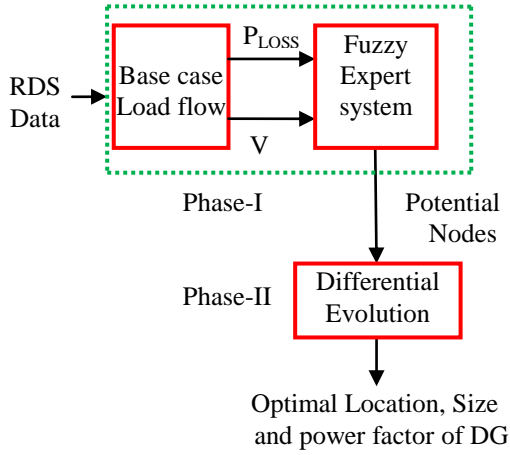 RDS
Data
Base case
Load flow
P_LOSS
V
Fuzzy
Expert
system
Phase-I
Potential
Nodes
Phase-II
Differential
Evolution
Optimal Location, Size
and power factor of DG